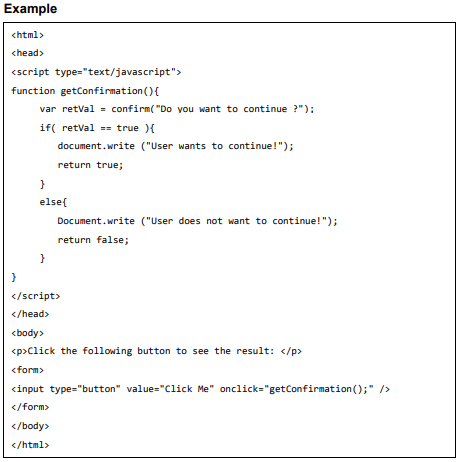 Example
<html>
<head>
<script type="text/javascript">
function getConfirmation(){
var retVal = confirm("Do you want to continue ?");
if( retVal == true ){
document.write ("User wants to continue!");
return true;
}
else{
Document.write ("User does not want to continue!");
return false;
}
}
</script>
</head>
<body>
<p>Click the following button to see the result: </p>
<form>
<input type="button" value="Click Me" onclick="getConfirmation();" />
</form>
</body>
</html>